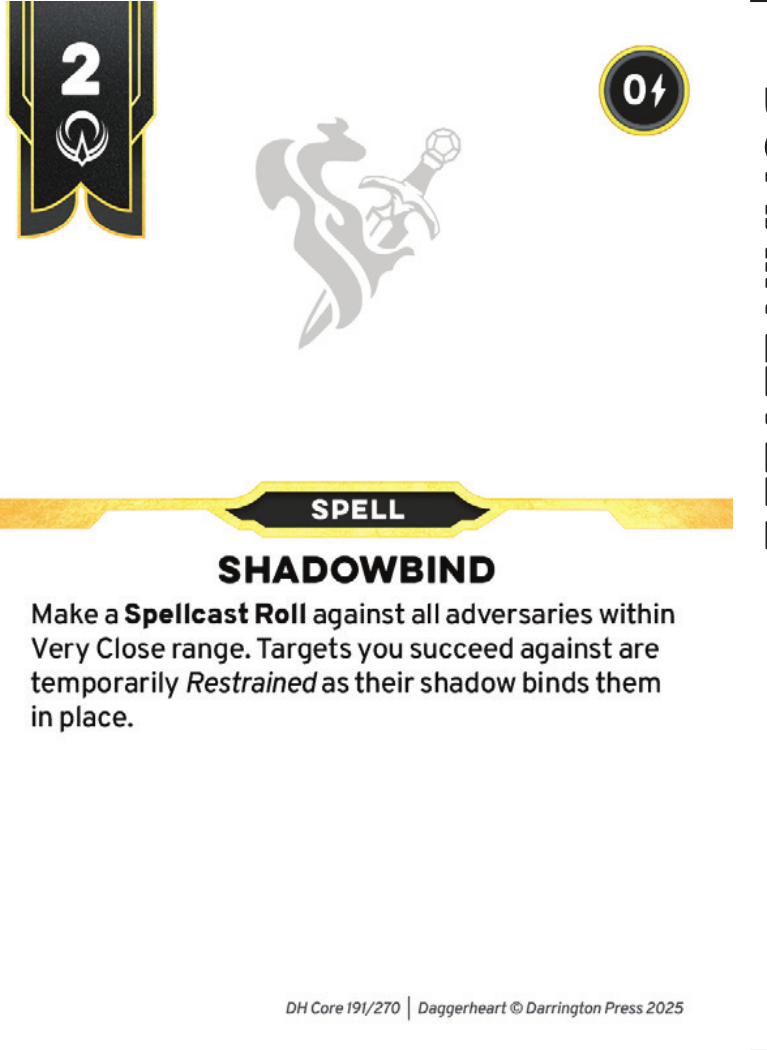 2
0
SPELL
SHADOWBIND
Make a Spellcast Roll against all adversaries within
Very Close range. Targets you succeed against are
temporarily Restrained as their shadow binds them
in place.
DH Core 191/270 | Daggerheart © Darrington Press 2025